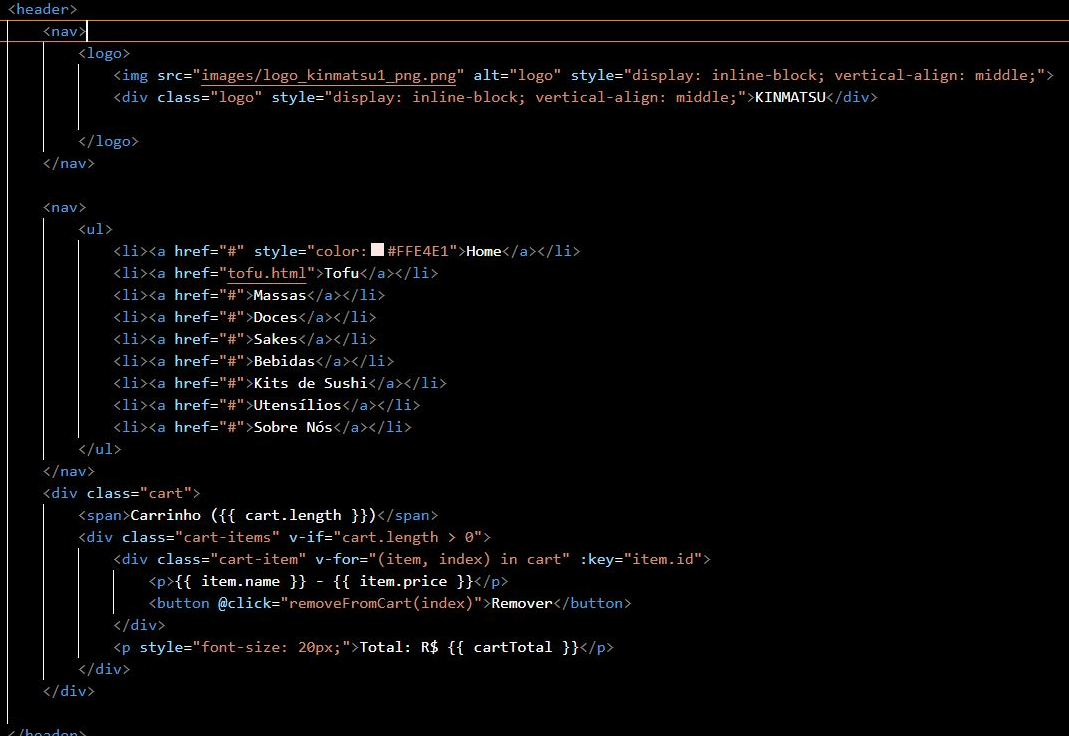 <header>
<nav>
<logo>
<img src="images/logo_kinmatsu1_png.png" alt="logo" style="display: inline-block; vertical-align: middle;">
<div class="logo" style="display: inline-block; vertical-align: middle;">KINMATSU</div>
</logo>
</nav>
<nav>
<ul>
<li><a href="#" style="color: #FFE4E1">Home</a></li>
<li><a href="tofu.html">Tofu</a></li>
<li><a href="#">Massas</a></li>
<li><a href="#">Doces</a></li>
<li><a href="#">Sakes</a></li>
<li><a href="#">Bebidas</a></li>
<li><a href="#">Kits de Sushi</a></li>
<li><a href="#">Utensílios</a></li>
<li><a href="#">Sobre Nós</a></li>
</ul>
</nav>
<div class="cart">
<span>Carrinho ({{ cart.length }})</span>
<div class="cart-items" v-if="cart.length > 0">
<div class="cart-item" v-for="(item, index) in cart" :key="item.id">
<p>{{ item.name }} - {{ item.price }}</p>
<button @click="removeFromCart(index)">Remover</button>
</div>
<p style="font-size: 20px;">Total: R$ {{ cartTotal }}</p>
</div>
</div>
</header>